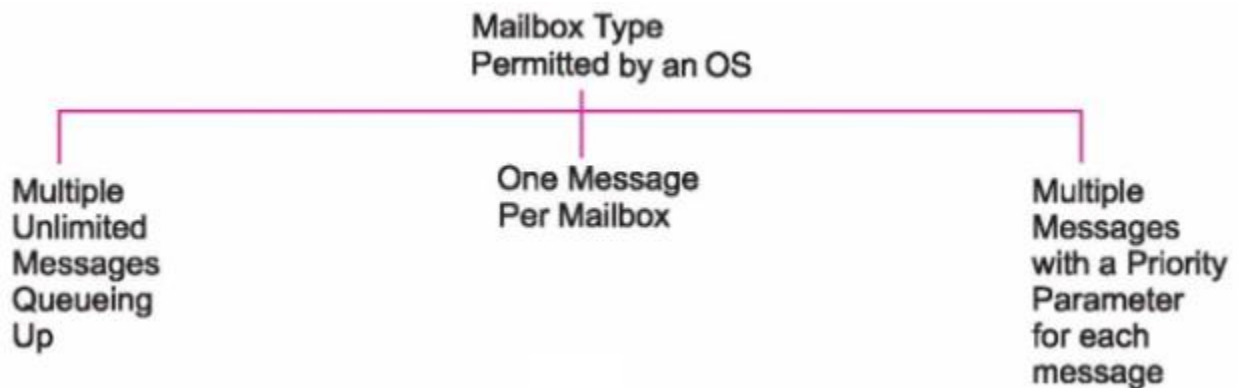 Mailbox Type
Permitted by an OS
Multiple
Unlimited
Messages
Queueing
Up
One Message
Per Mailbox
Multiple
Messages
with a Priority
Parameter
for each
message